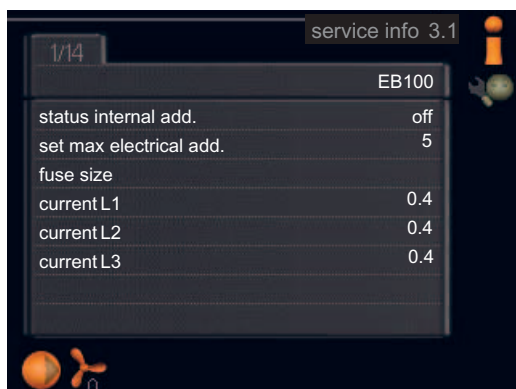 service info 3.1
1/14
EB100
status internal add. off
set max electrical add. 5
fuse size
current L1 0.4
current L2 0.4
current L3 0.4
0